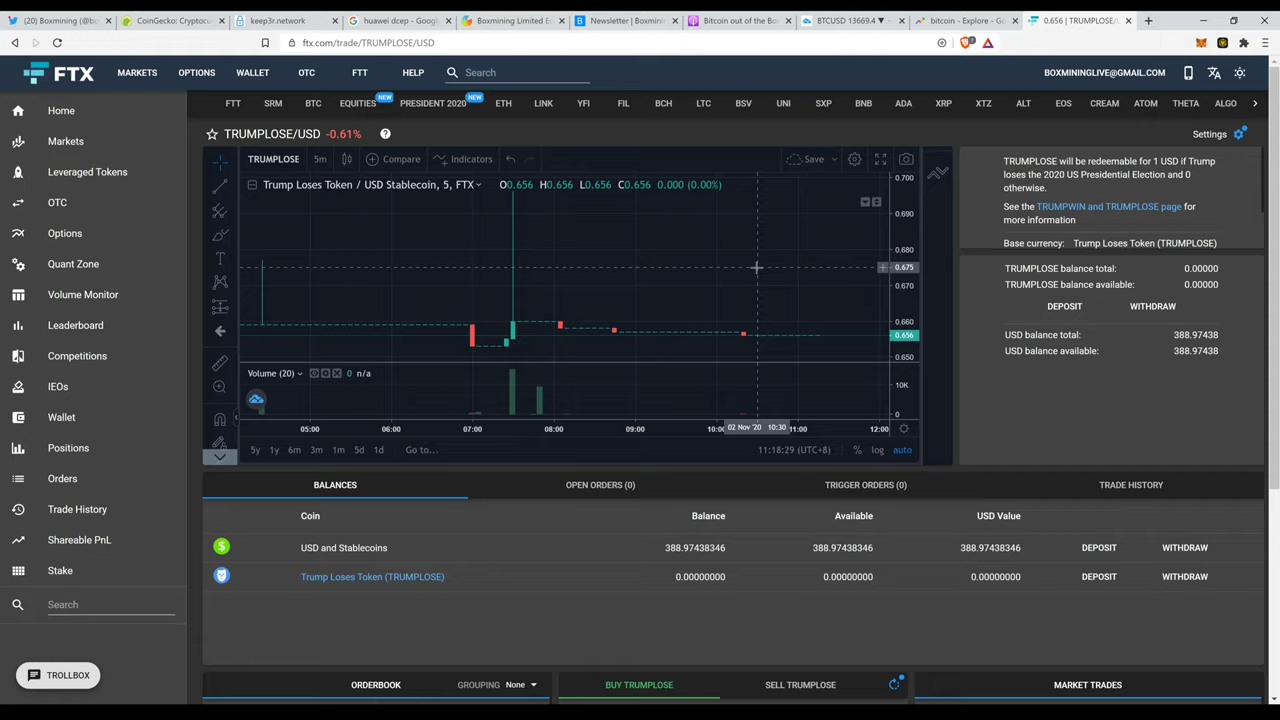 (20) Boxmining (@bo
CoinGecko: Cryptocu
keep3r.network
huawei dcep - Googl
Boxmining Limited E
Newsletter | Boxmini
Bitcoin out of the Bo
BTCUSD 13669.4 ▼
bitcoin - Explore - Go
0.656 | TRUMPLOSE/U
ftx.com/trade/TRUMPLOSE/USD
FTX
MARKETS
OPTIONS
WALLET
OTC
FTT
HELP
Search
BOXMININGLIVE@GMAIL.COM
FTT
SRM
BTC
EQUITIES
NEW
PRESIDENT 2020
NEW
ETH
LINK
YFI
FIL
BCH
LTC
BSV
UNI
SXP
BNB
ADA
XRP
XTZ
ALT
EOS
CREAM
ATOM
THETA
ALGO
Home
Markets
Leveraged Tokens
OTC
Options
Quant Zone
Volume Monitor
Leaderboard
Competitions
IEOs
Wallet
Positions
Orders
Trade History
Shareable PnL
Stake
Search
TROLLBOX
TRUMPLOSE/USD -0.61%
Settings
TRUMPLOSE
5m
Compare
Indicators
Save
Trump Loses Token / USD Stablecoin, 5, FTX
O0.656 H0.656 L0.656 C0.656 0.000 (0.00%)
0.700
0.690
0.680
0.675
0.670
0.660
0.656
0.650
Volume (20)
0 n/a
10K
0
05:00
06:00
07:00
08:00
09:00
10:0
02 Nov '20 10:30
11:00
12:00
5y
1y
6m
3m
1m
5d
1d
Go to...
11:18:29 (UTC+8)
%
log
auto
TRUMPLOSE will be redeemable for 1 USD if Trump
loses the 2020 US Presidential Election and 0
otherwise.
See the TRUMPWIN and TRUMPLOSE page for
more information
Base currency: Trump Loses Token (TRUMPLOSE)
TRUMPLOSE balance total: 0.00000
TRUMPLOSE balance available: 0.00000
DEPOSIT
WITHDRAW
USD balance total: 388.97438
USD balance available: 388.97438
BALANCES
OPEN ORDERS (0)
TRIGGER ORDERS (0)
TRADE HISTORY
Coin
Balance
Available
USD Value
USD and Stablecoins
388.97438346
388.97438346
388.97438346
DEPOSIT
WITHDRAW
Trump Loses Token (TRUMPLOSE)
0.00000000
0.00000000
0.00000000
DEPOSIT
WITHDRAW
ORDERBOOK
GROUPING None
BUY TRUMPLOSE
SELL TRUMPLOSE
MARKET TRADES